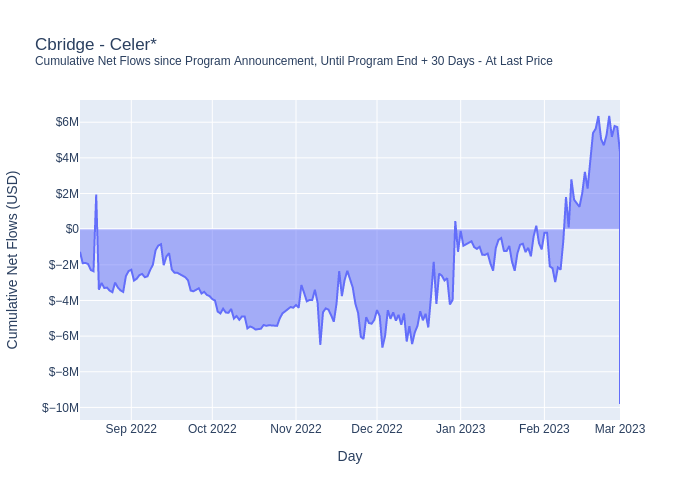 Cbridge - Celer*
Cumulative Net Flows since Program Announcement, Until Program End + 30 Days - At Last Price
Cumulative Net Flows (USD)
$6M
$4M
$2M
$0
$−2M
$−4M
$−6M
$−8M
$−10M
Sep 2022 Oct 2022 Nov 2022 Dec 2022 Jan 2023 Feb 2023 Mar 2023
Day